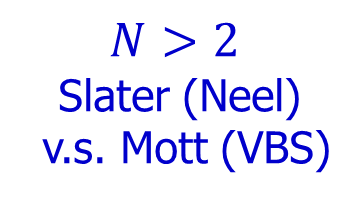 N > 2
Slater (Neel)
v.s. Mott (VBS)